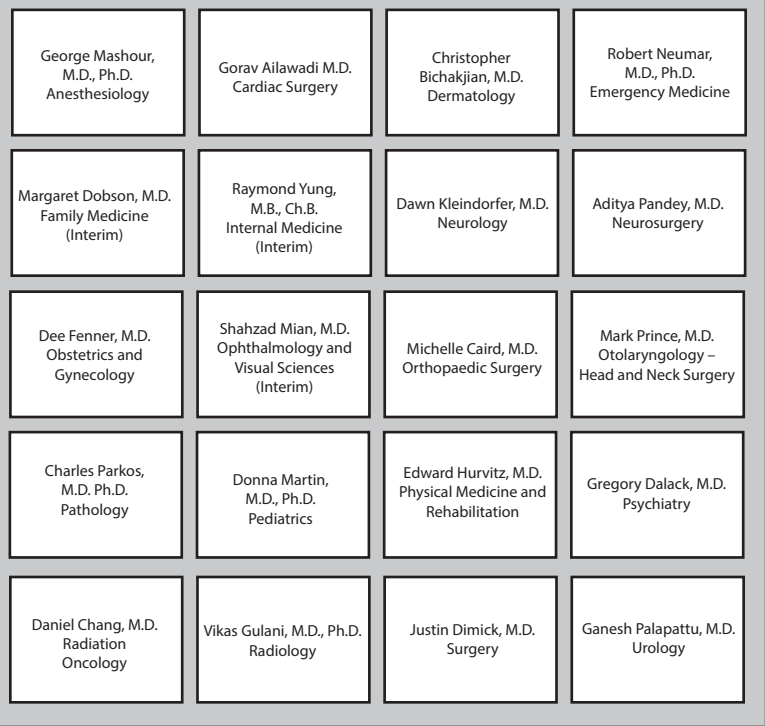 George Mashour,
M.D., Ph.D.
Anesthesiology
Gorav Ailawadi M.D.
Cardiac Surgery
Christopher
Bichakjian, M.D.
Dermatology
Robert Neumar,
M.D., Ph.D.
Emergency Medicine
Margaret Dobson, M.D.
Family Medicine
(Interim)
Raymond Yung,
M.B., Ch.B.
Internal Medicine
(Interim)
Dawn Kleindorfer, M.D.
Neurology
Aditya Pandey, M.D.
Neurosurgery
Dee Fenner, M.D.
Obstetrics and
Gynecology
Shahzad Mian, M.D.
Ophthalmology and
Visual Sciences
(Interim)
Michelle Caird, M.D.
Orthopaedic Surgery
Mark Prince, M.D.
Otolaryngology –
Head and Neck Surgery
Charles Parkos,
M.D. Ph.D.
Pathology
Donna Martin,
M.D., Ph.D.
Pediatrics
Edward Hurvitz, M.D.
Physical Medicine and
Rehabilitation
Gregory Dalack, M.D.
Psychiatry
Daniel Chang, M.D.
Radiation
Oncology
Vikas Gulani, M.D., Ph.D.
Radiology
Justin Dimick, M.D.
Surgery
Ganesh Palapattu, M.D.
Urology